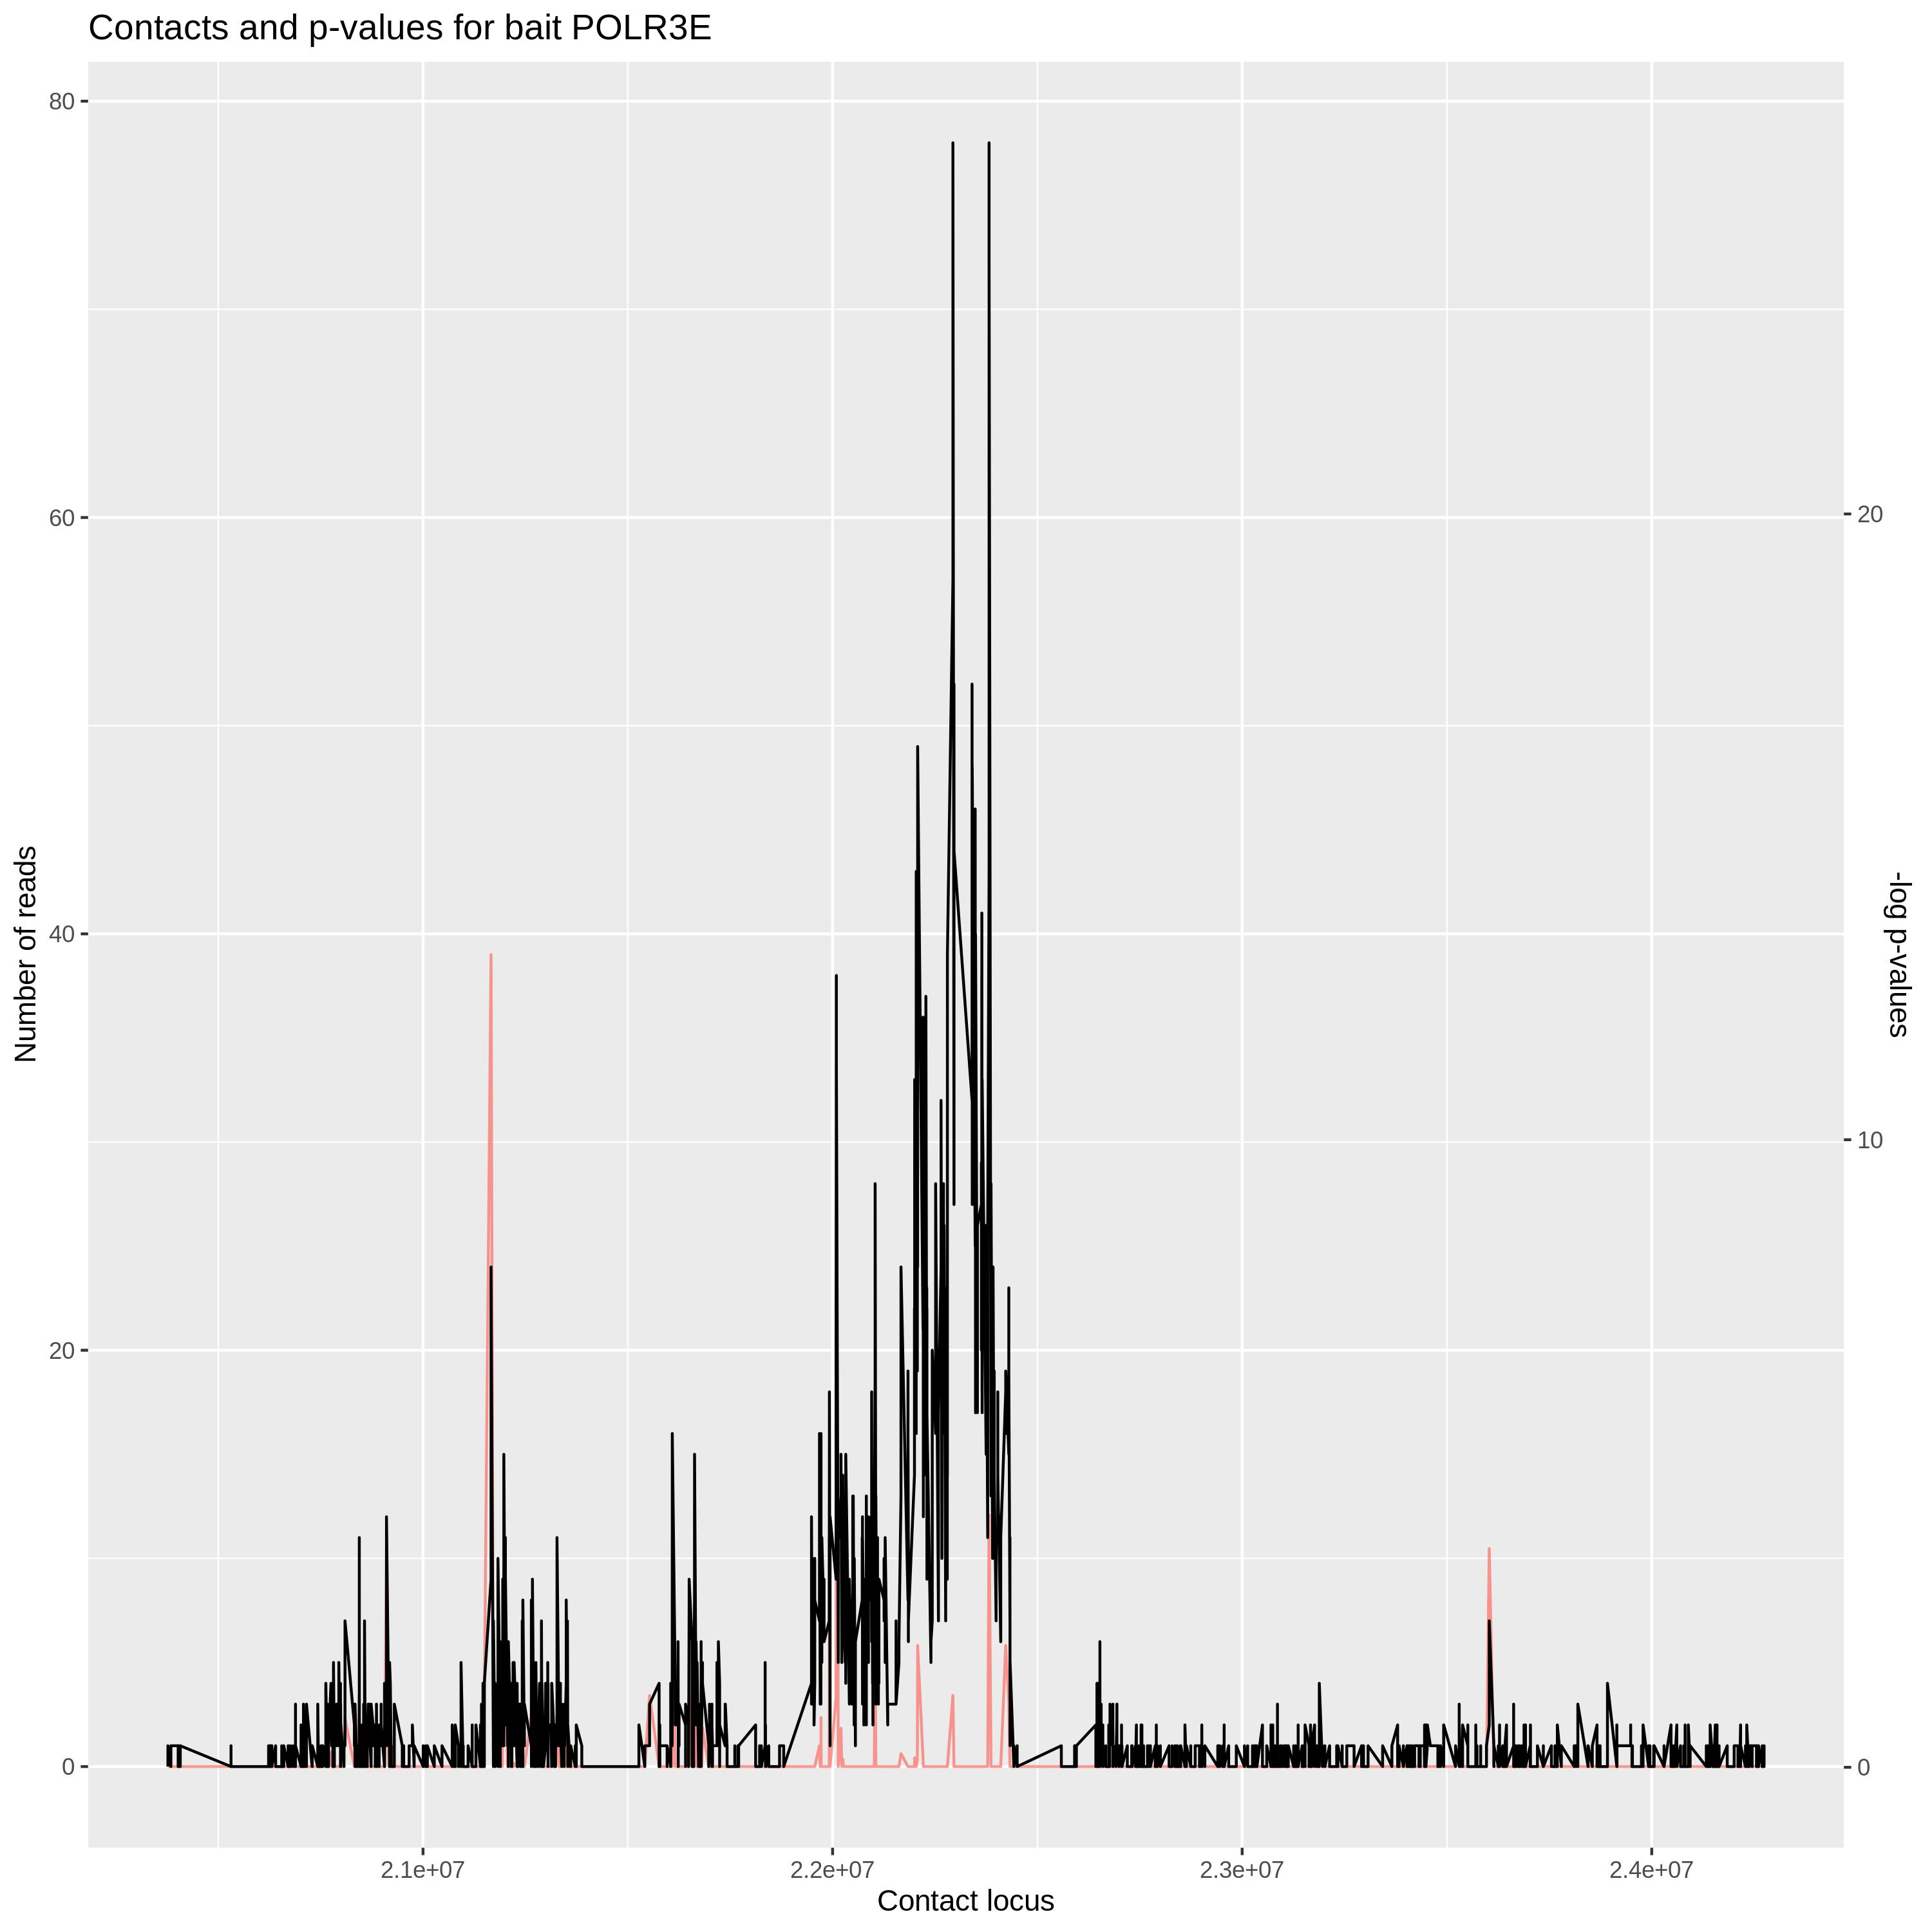 Contacts and p-values for bait POLR3E
80
60
40
20
0
Number of reads
20
10
0
-log p-values
2.1e+07
2.2e+07
2.3e+07
2.4e+07
Contact locus